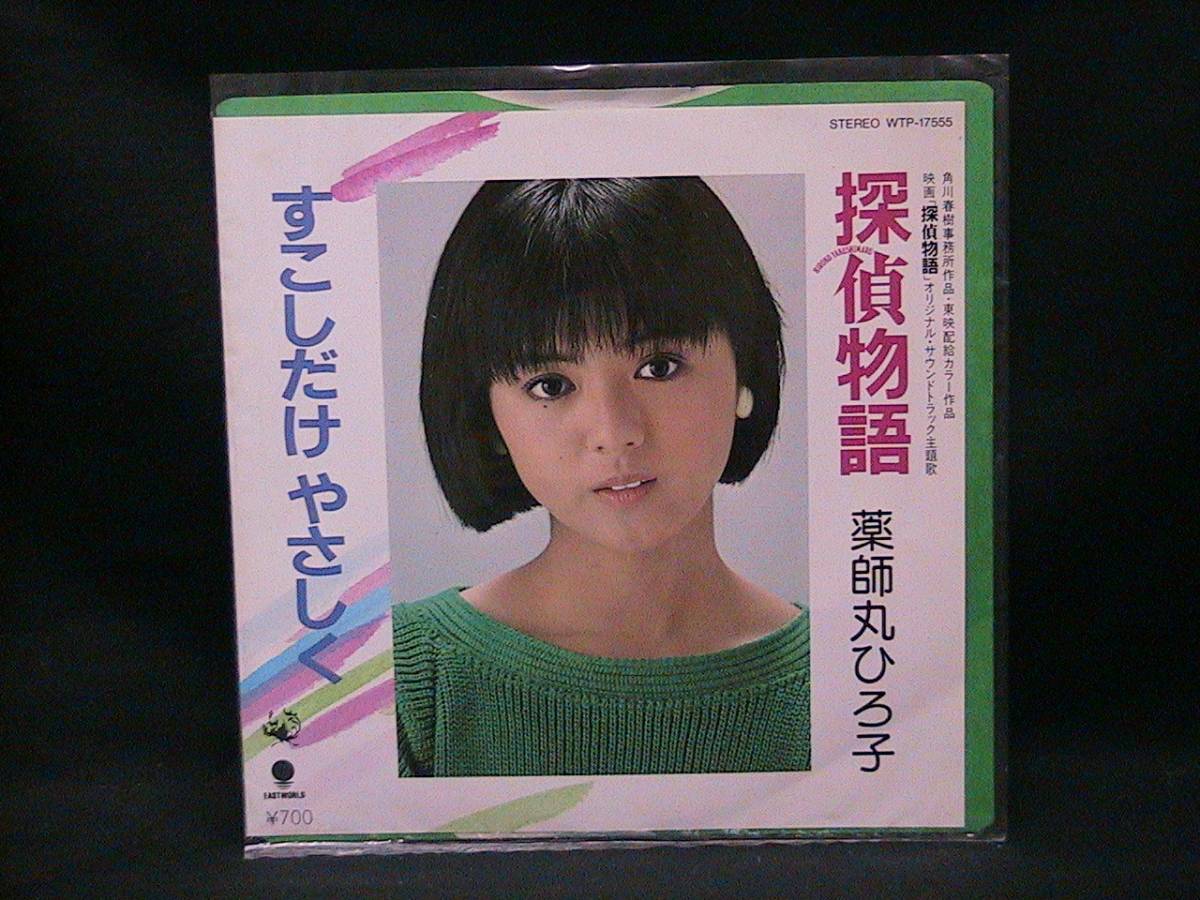 STEREO WTP-17555
角川春樹事務所作品・東映配給カラー作品
映画「探偵物語」オリジナル・サウンドトラック主題歌
探偵物語
HIROKO YAKUSHIMARU
薬師丸ひろ子
すこしだけ やさしく
EASTWORLD
¥700